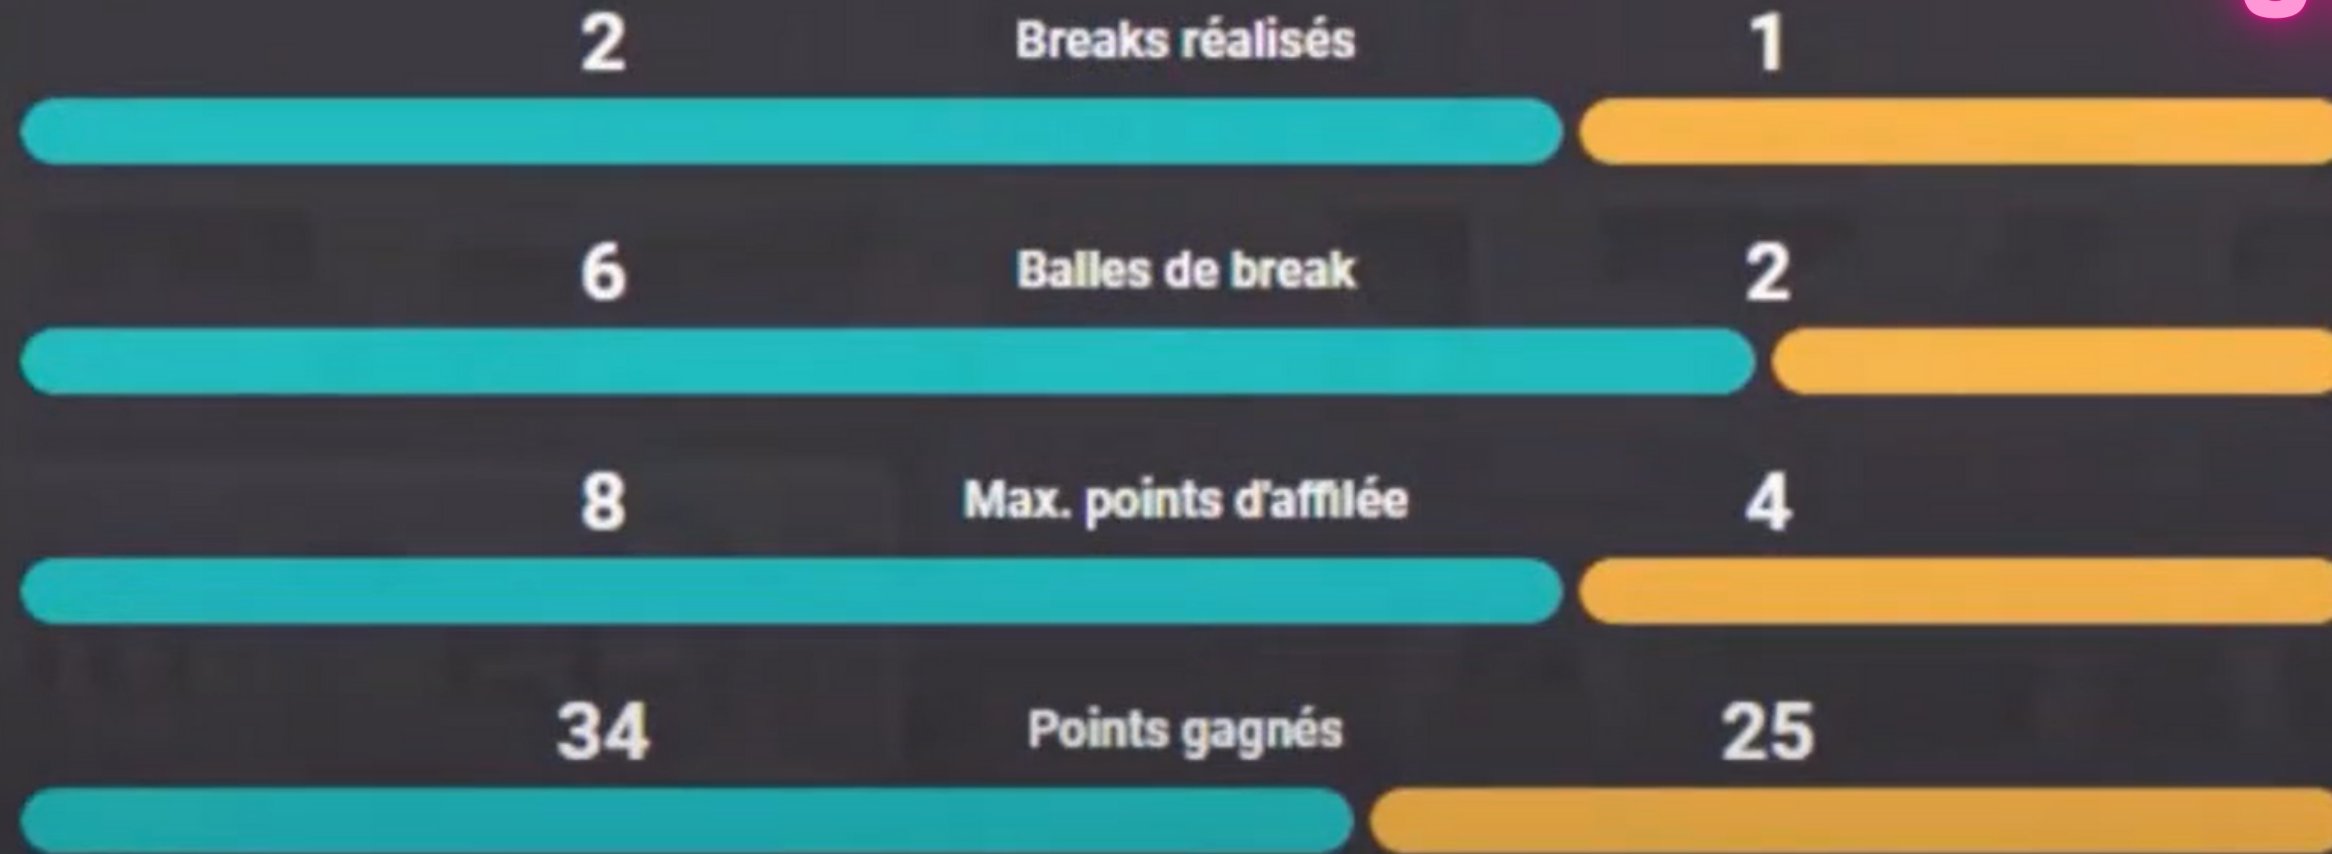 2 Breaks réalisés 1
6 Balles de break 2
8 Max. points d'affilée 4
34 Points gagnés 25